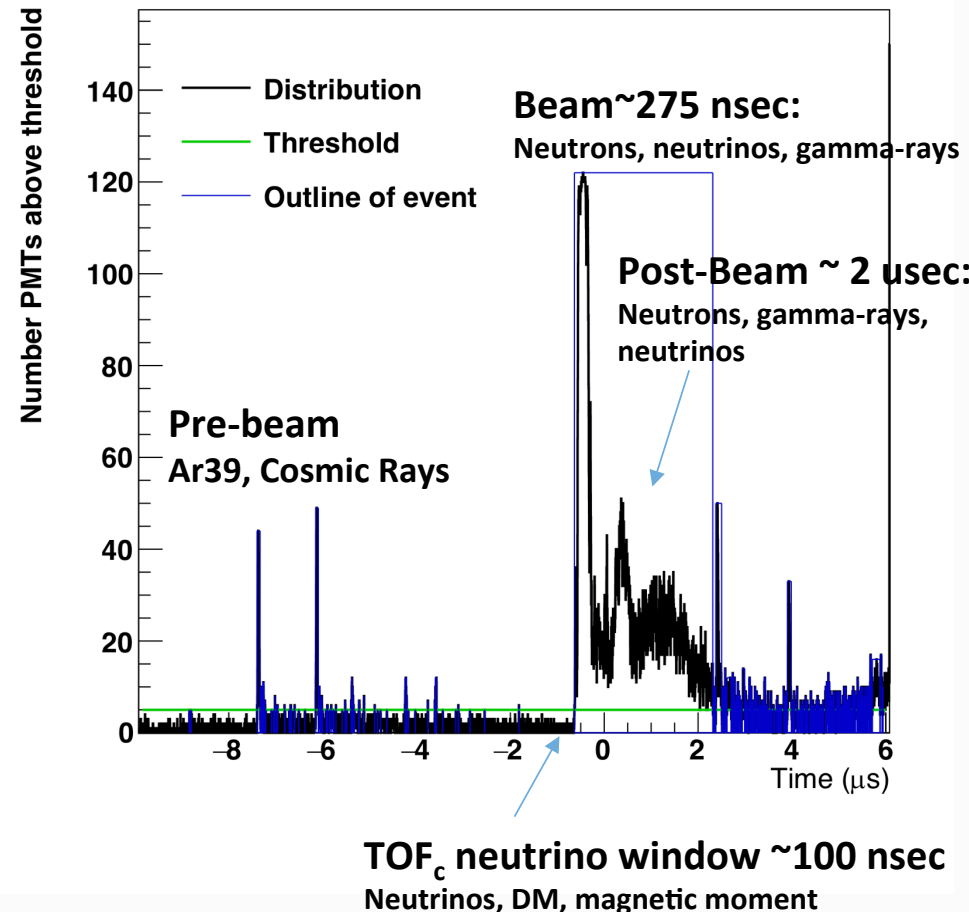 Number PMTs above threshold
140
120
100
80
60
40
20
0
Distribution
Threshold
Outline of event
Beam~275 nsec:
Neutrons, neutrinos, gamma-rays
Post-Beam ~ 2 usec:
Neutrons, gamma-rays,
neutrinos
Pre-beam
Ar39, Cosmic Rays
−8 −6 −4 −2 0 2 4 6
Time (μs)
TOFc neutrino window ~100 nsec
Neutrinos, DM, magnetic moment